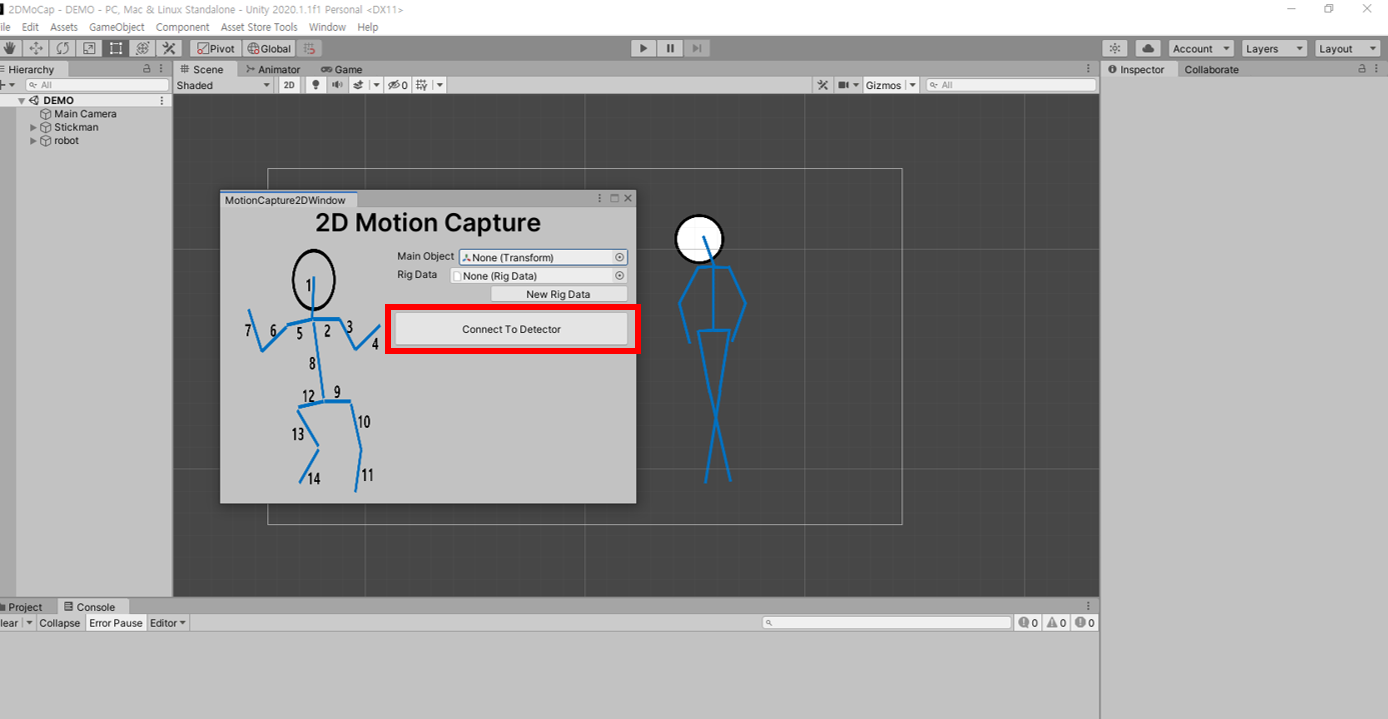 2DMoCap - DEMO - PC, Mac & Linux Standalone - Unity 2020.1.1f1 Personal <DX11>
ile Edit Assets GameObject Component Asset Store Tools Window Help
Pivot Global Account Layers Layout
Hierarchy
All
DEMO
Main Camera
Stickman
robot
Scene Animator Game
Shaded 2D 0 Gizmos All
Inspector Collaborate
MotionCapture2DWindow
2D Motion Capture
Main Object None (Transform)
Rig Data None (Rig Data)
New Rig Data
Connect To Detector
1
7 6 5 2 3 4
8
12 9
13 10
14 11
Project Console
lear Collapse Error Pause Editor 0 0 0